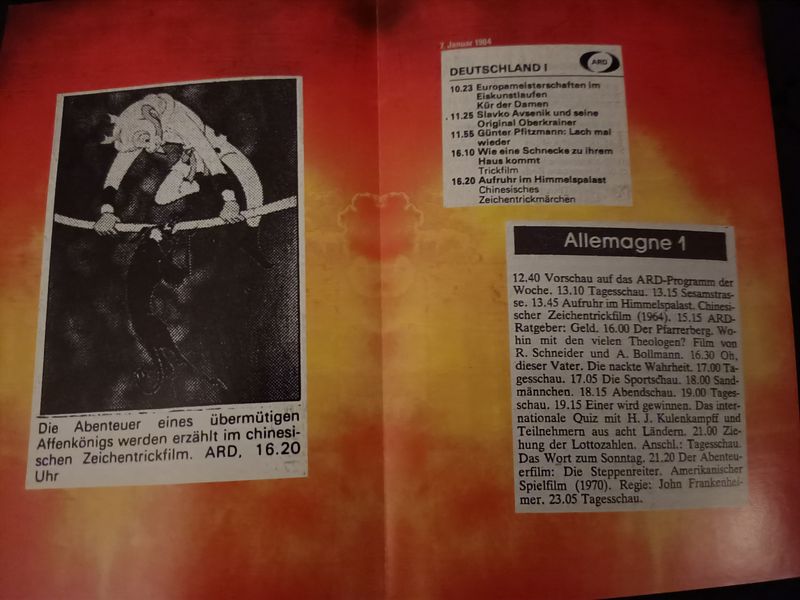 Die Abenteuer eines übermütigen
Affenkönigs werden erzählt im chinesi-
schen Zeichentrickfilm. ARD, 16.20
Uhr
7. Januar 1984
DEUTSCHLAND I
ARD
10.23 Europameisterschaften im
Eiskunstlaufen
Kür der Damen
11.25 Slavko Avsenik und seine
Original Oberkrainer
11.55 Günter Pfitzmann: Lach mal
wieder
16.10 Wie eine Schnecke zu ihrem
Haus kommt
Trickfilm
16.20 Aufruhr im Himmelspalast
Chinesisches
Zeichentrickmärchen
Allemagne 1
12.40 Vorschau auf das ARD-Programm der
Woche. 13.10 Tagesschau. 13.15 Sesamstras-
se. 13.45 Aufruhr im Himmelspalast. Chinesi-
scher Zeichentrickfilm (1964). 15.15 ARD-
Ratgeber: Geld. 16.00 Der Pfarrerberg. Wo-
hin mit den vielen Theologen? Film von
R. Schneider und A. Bollmann. 16.30 Oh,
dieser Vater. Die nackte Wahrheit. 17.00 Ta-
gesschau. 17.05 Die Sportschau. 18.00 Sand-
männchen. 18.15 Abendschau. 19.00 Tages-
schau. 19.15 Einer wird gewinnen. Das inter-
nationale Quiz mit H. J. Kulenkampff und
Teilnehmern aus acht Ländern. 21.00 Zie-
hung der Lottozahlen. Anschl.: Tagesschau.
Das Wort zum Sonntag. 21.20 Der Abenteu-
erfilm: Die Steppenreiter. Amerikanischer
Spielfilm (1970). Regie: John Frankenhei-
mer. 23.05 Tagesschau.